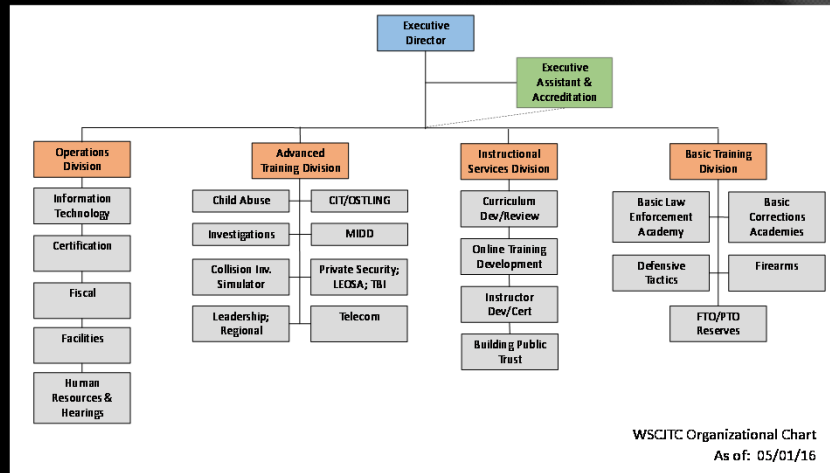 Executive
Director
Executive
Assistant &
Accreditation
Operations
Division
Information
Technology
Certification
Fiscal
Facilities
Human
Resources &
Hearings
Advanced
Training Division
Child Abuse
CIT/OSTLING
Investigations
MIDD
Collision Inv.
Simulator
Private Security;
LEOSA; TBI
Leadership;
Regional
Telecom
Instructional
Services Division
Curriculum
Dev/Review
Online Training
Development
Instructor
Dev/Cert
Building Public
Trust
Basic Training
Division
Basic Law
Enforcement
Academy
Basic
Corrections
Academies
Defensive
Tactics
Firearms
FTO/PTO
Reserves
WSCJTC Organizational Chart
As of: 05/01/16